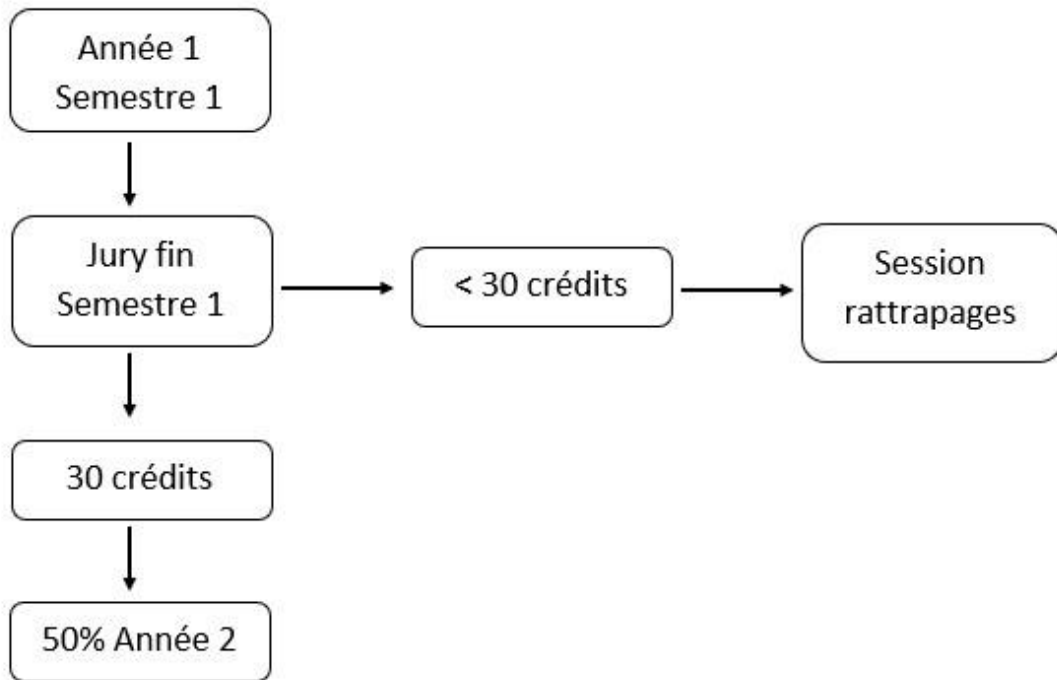 Année 1
Semestre 1
Jury fin
Semestre 1
< 30 crédits
Session
rattrapages
30 crédits
50% Année 2